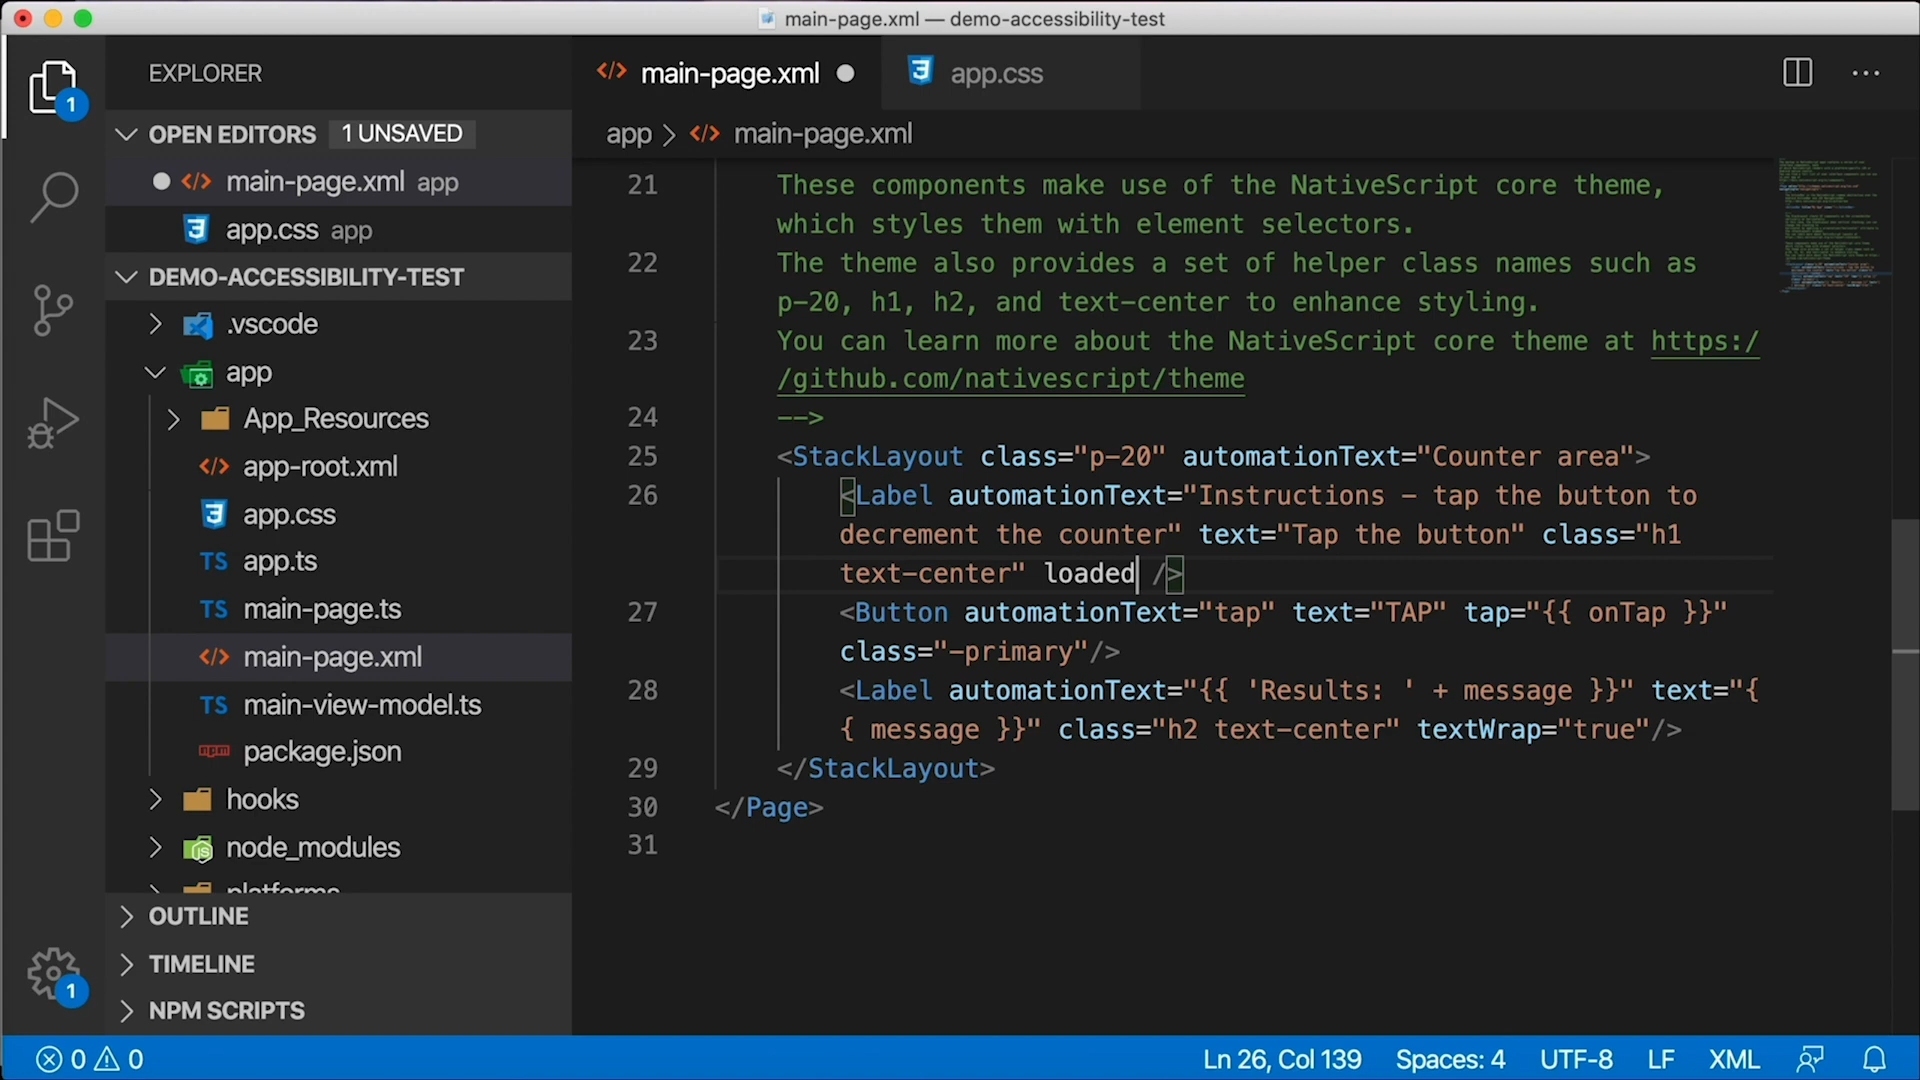 main-page.xml — demo-accessibility-test
EXPLORER
OPEN EDITORS 1 UNSAVED
main-page.xml app
app.css app
DEMO-ACCESSIBILITY-TEST
.vscode
app
App_Resources
app-root.xml
app.css
app.ts
main-page.ts
main-page.xml
main-view-model.ts
package.json
hooks
node_modules
platforms
OUTLINE
TIMELINE
NPM SCRIPTS
1
1
main-page.xml
app.css
app > main-page.xml
21 These components make use of the NativeScript core theme,
which styles them with element selectors.
22 The theme also provides a set of helper class names such as
p-20, h1, h2, and text-center to enhance styling.
23 You can learn more about the NativeScript core theme at https:/
/github.com/nativescript/theme
24 -->
25 <StackLayout class="p-20" automationText="Counter area">
26 <Label automationText="Instructions - tap the button to
decrement the counter" text="Tap the button" class="h1
text-center" loaded />
27 <Button automationText="tap" text="TAP" tap="{{ onTap }}"
class="-primary"/>
28 <Label automationText="{{ 'Results: ' + message }}" text="{
{ message }}" class="h2 text-center" textWrap="true"/>
29 </StackLayout>
30 </Page>
31
0 0
Ln 26, Col 139 Spaces: 4 UTF-8 LF XML